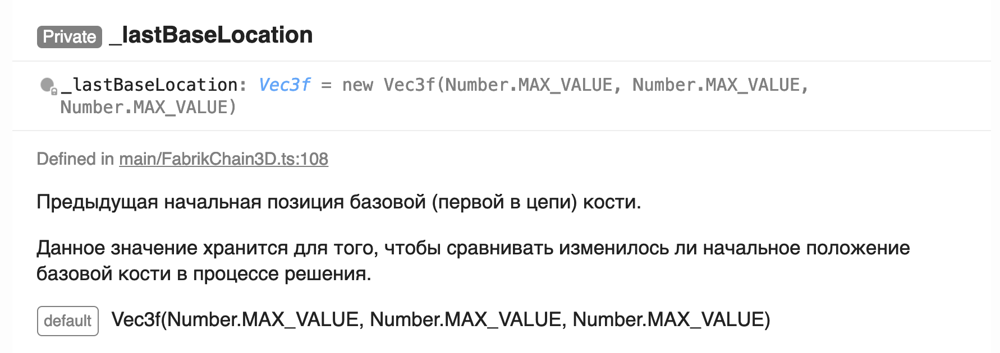 Private _lastBaseLocation
_lastBaseLocation: Vec3f = new Vec3f(Number.MAX_VALUE, Number.MAX_VALUE,
Number.MAX_VALUE)
Defined in main/FabrikChain3D.ts:108
Предыдущая начальная позиция базовой (первой в цепи) кости.
Данное значение хранится для того, чтобы сравнивать изменилось ли начальное положение
базовой кости в процессе решения.
default Vec3f(Number.MAX_VALUE, Number.MAX_VALUE, Number.MAX_VALUE)